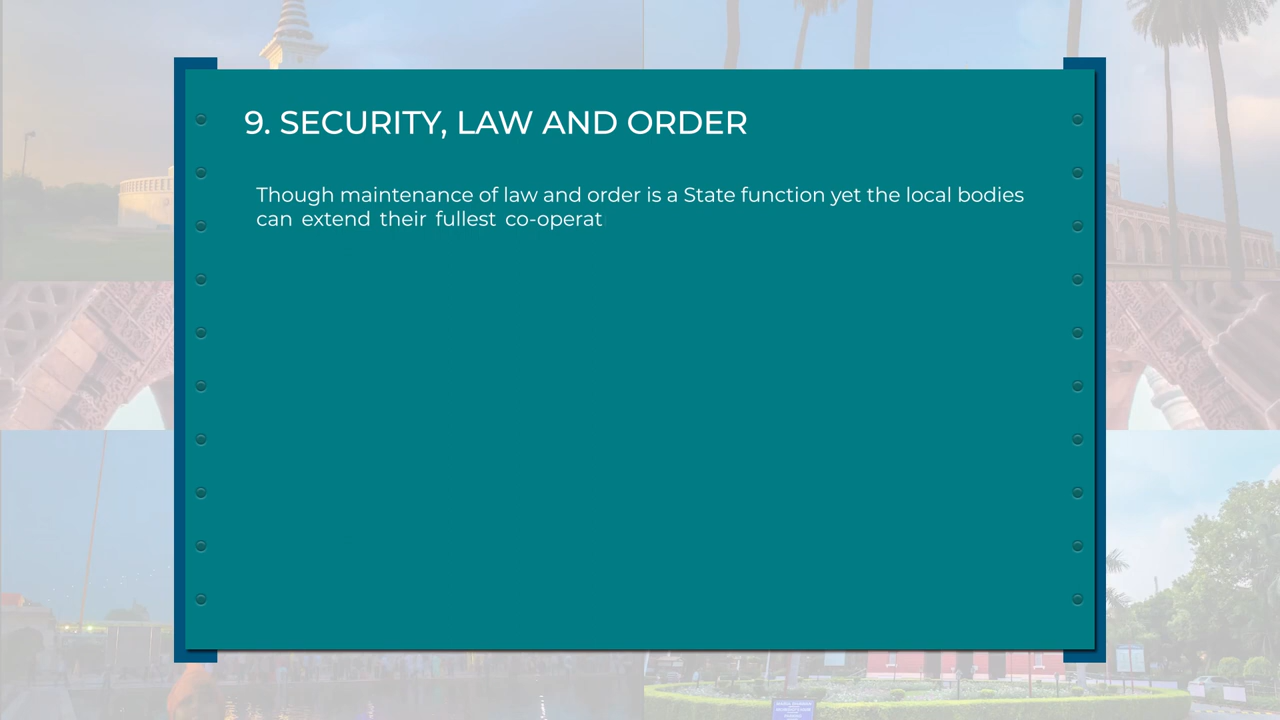 9. SECURITY, LAW AND ORDER
Though maintenance of law and order is a State function yet the local bodies
can extend their fullest co-operat